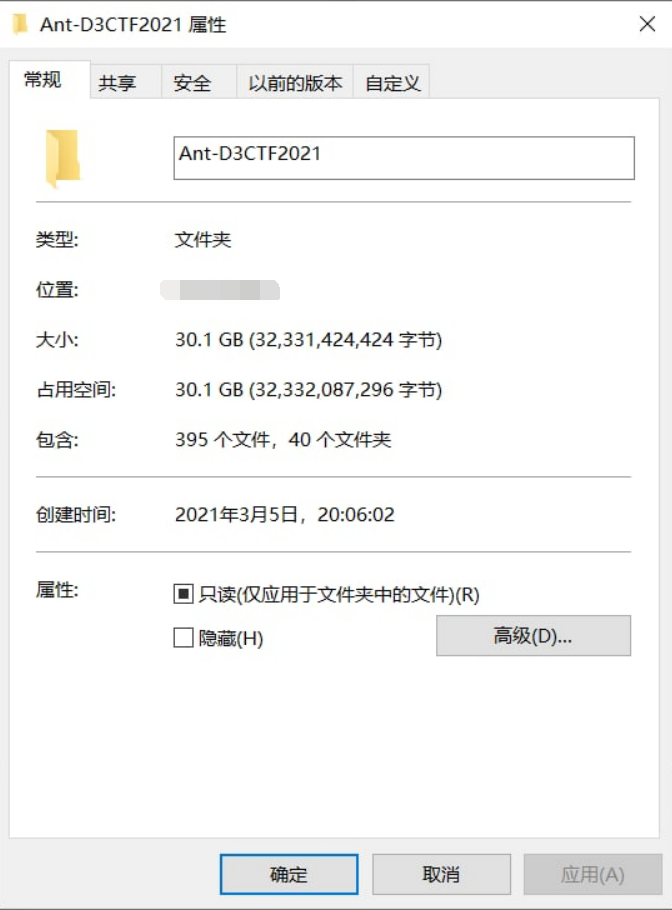 Ant-D3CTF2021 属性
常规 共享 安全 以前的版本 自定义
Ant-D3CTF2021
类型: 文件夹
位置:
大小: 30.1 GB (32,331,424,424 字节)
占用空间: 30.1 GB (32,332,087,296 字节)
包含: 395 个文件，40 个文件夹
创建时间: 2021年3月5日，20:06:02
属性: 只读(仅应用于文件夹中的文件)(R)
隐藏(H) 高级(D)...
确定 取消 应用(A)